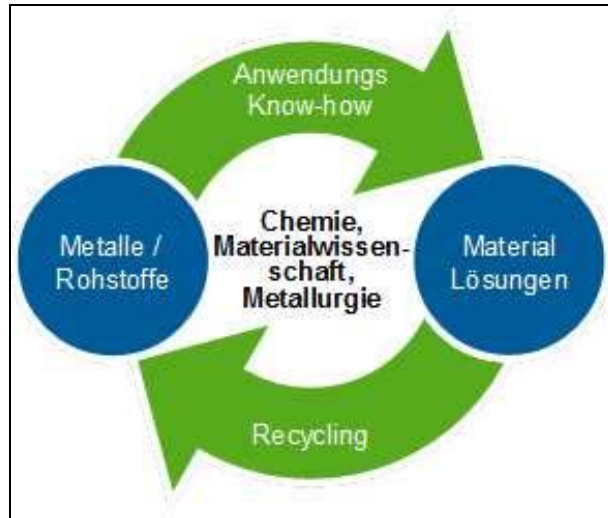 Anwendungs
Know-how
Metalle /
Rohstoffe
Chemie,
Materialwissen-
schaft,
Metallurgie
Material
Lösungen
Recycling